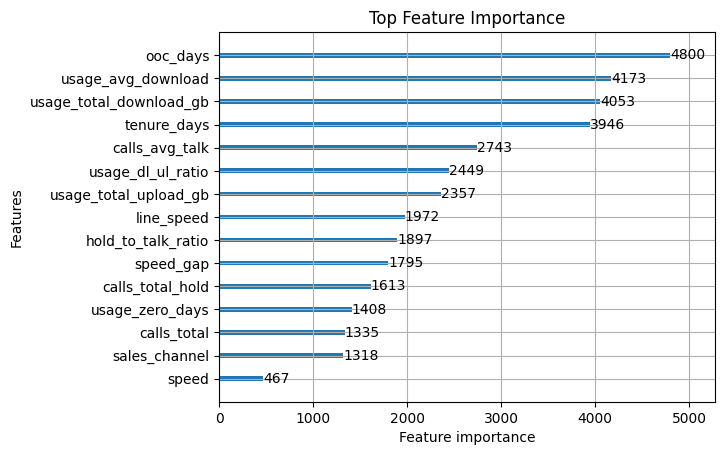 Top Feature Importance
Features
ooc_days 4800
usage_avg_download 4173
usage_total_download_gb 4053
tenure_days 3946
calls_avg_talk 2743
usage_dl_ul_ratio 2449
usage_total_upload_gb 2357
line_speed 1972
hold_to_talk_ratio 1897
speed_gap 1795
calls_total_hold 1613
usage_zero_days 1408
calls_total 1335
sales_channel 1318
speed 467
0 1000 2000 3000 4000 5000
Feature importance